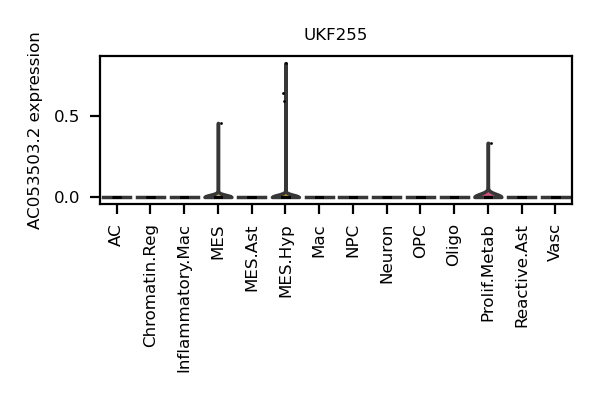 UKF255
AC053503.2 expression
0.5
0.0
AC
Chromatin.Reg
Inflammatory.Mac
MES
MES.Ast
MES.Hyp
Mac
NPC
Neuron
OPC
Oligo
Prolif.Metab
Reactive.Ast
Vasc